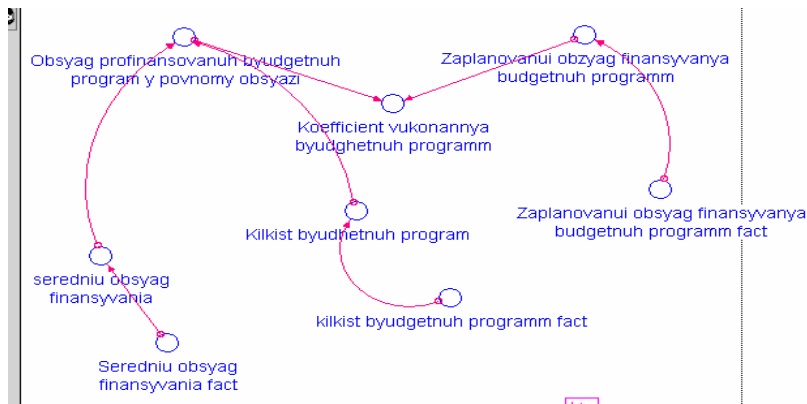 Obsyag profinansovanuh byudgetnuh
program y povnomy obsyazi
Zaplanovanui obzyag finansyvanya
budgetnuh programm
Koefficient vukonannya
byudghetnuh programm
Zaplanovanui obsyag finansyvanya
budgetnuh programm fact
Kilkist byudhetnuh program
seredniu obsyag
finansyvania
kilkist byudgetnuh programm fact
Seredniu obsyag
finansyvania fact